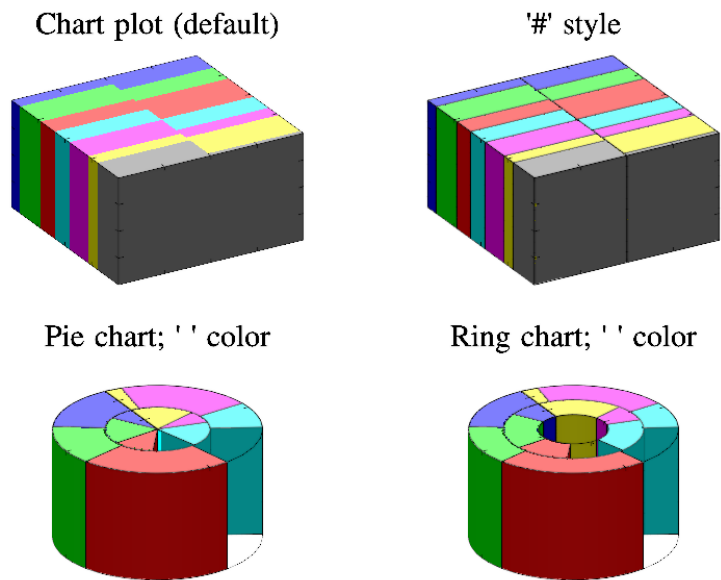 Chart plot (default)
'#' style
Pie chart; ' ' color
Ring chart; ' ' color